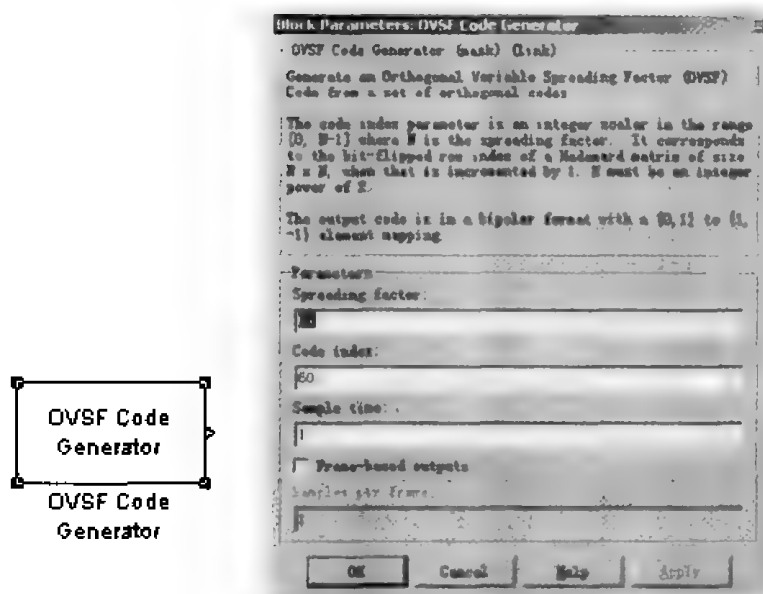 Block Parameters: OVSF Code Generator
OVSF Code Generator (mask) (link)
Generate an Orthogonal Variable Spreading Factor (OVSF)
Code from a set of orthogonal codes
The code index parameter is an integer scalar in the range
[0, N-1] where N is the spreading factor. It corresponds
to the bit-flipped row index of a Hadamard matrix of size
N x N, when that is incremented by 1. N must be an integer
power of 2.
The output code is in a bipolar format with a {0,1} to {1,
-1} element mapping
Parameters
Spreading factor:
Code index:
60
Sample time:
1
Frame-based outputs
Samples per frame:
OK Cancel Help Apply
OVSF Code
Generator
OVSF Code
Generator